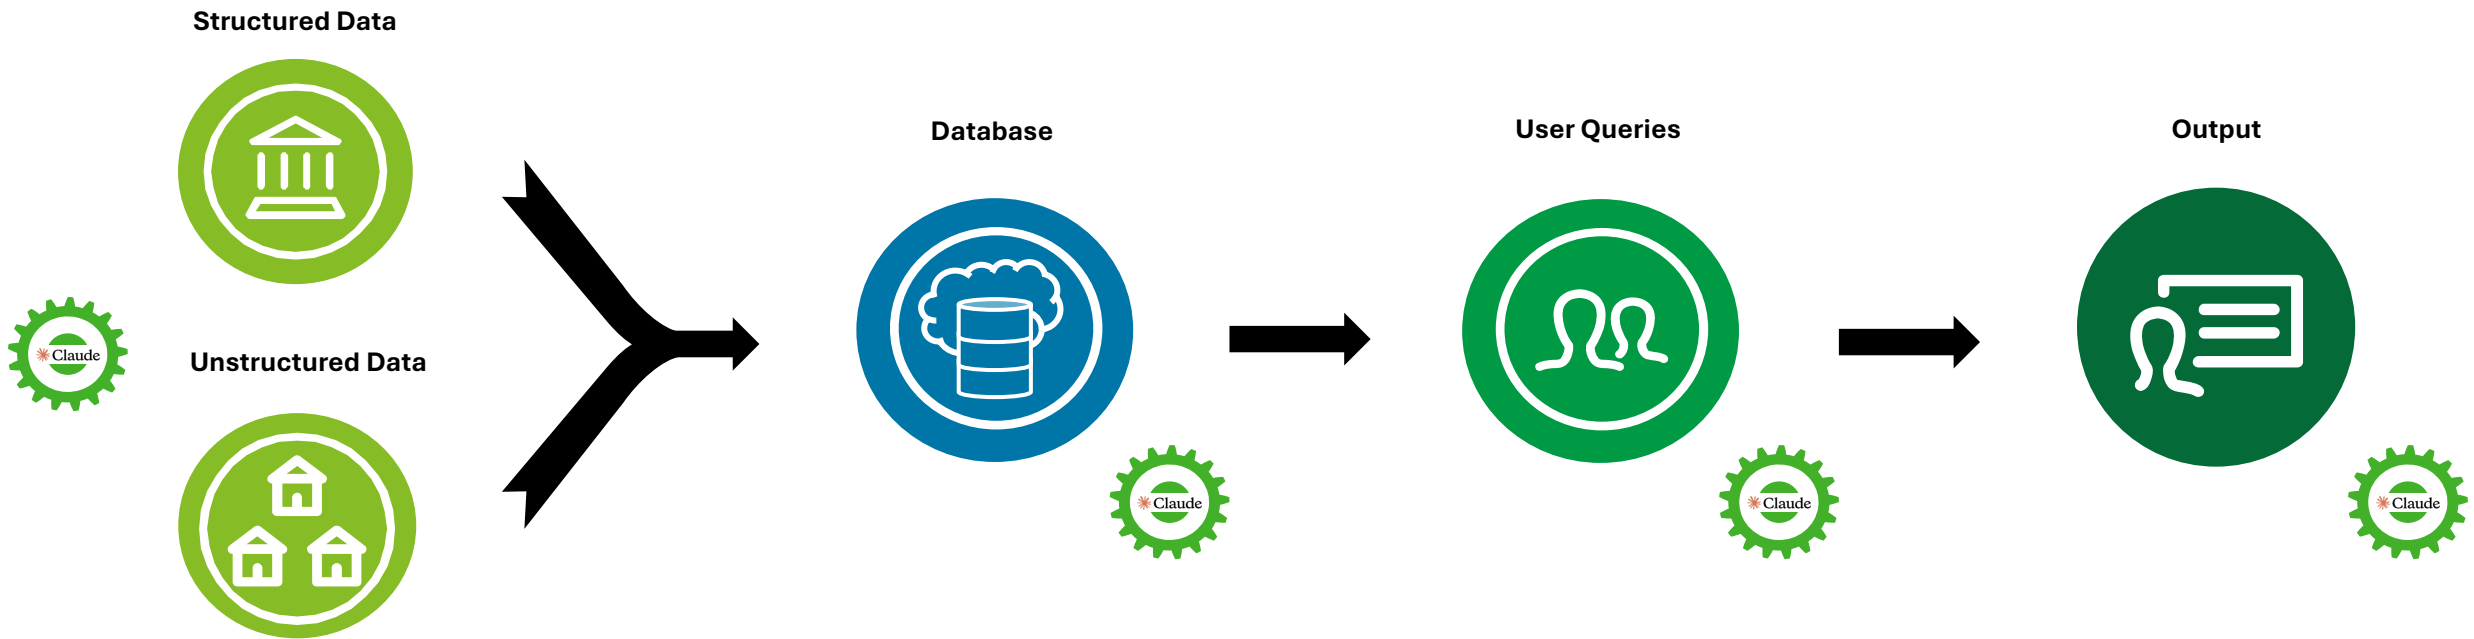 Structured Data
Database
User Queries
Output
Claude
Unstructured Data
Claude
Claude
Claude